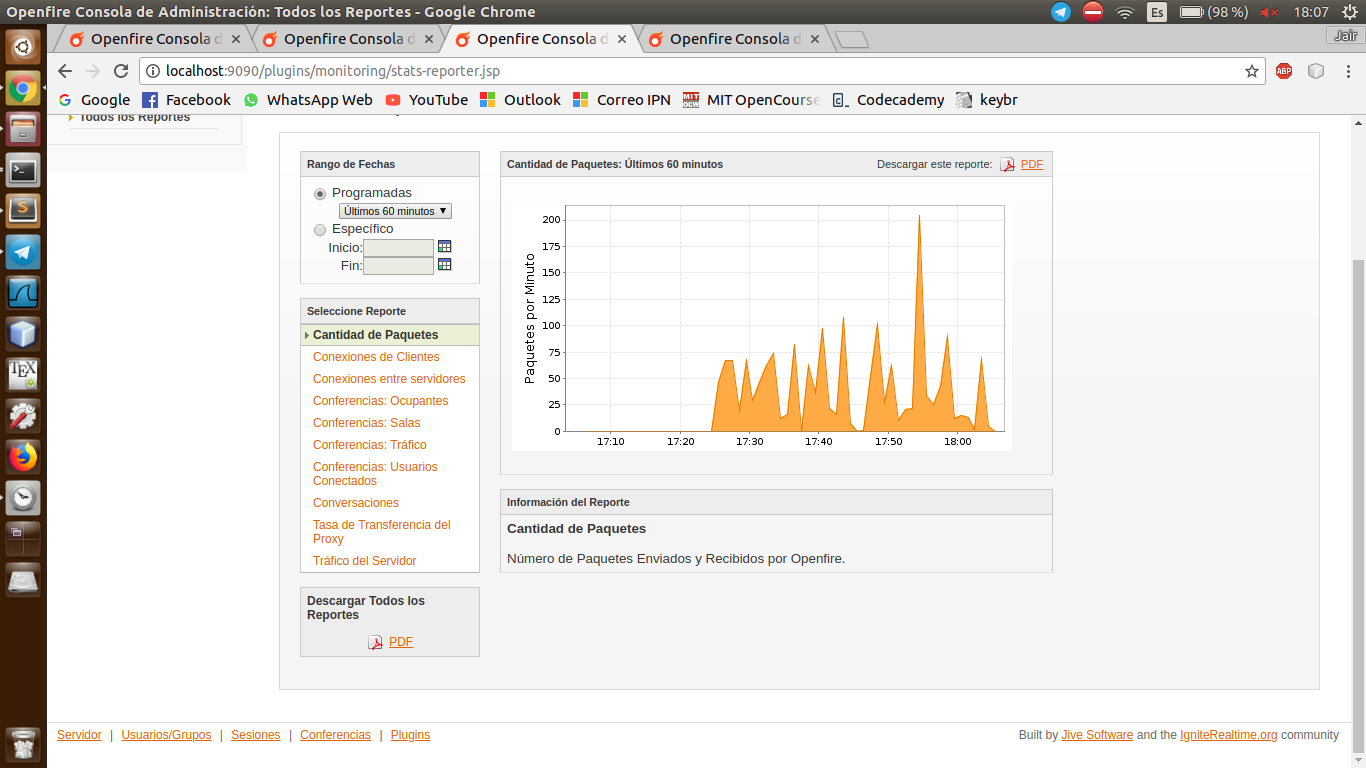 Openfire Consola de Administración: Todos los Reportes - Google Chrome
Es
(98 %)
18:07
Openfire Consola d
Openfire Consola d
Openfire Consola d
Openfire Consola d
Jair
localhost:9090/plugins/monitoring/stats-reporter.jsp
ABP
Google
Facebook
WhatsApp Web
YouTube
Outlook
Correo IPN
MIT OpenCourse
Codecademy
keybr
Todos los Reportes
Rango de Fechas
Programadas
Últimos 60 minutos
Específico
Inicio:
Fin:
Seleccione Reporte
Cantidad de Paquetes
Conexiones de Clientes
Conexiones entre servidores
Conferencias: Ocupantes
Conferencias: Salas
Conferencias: Tráfico
Conferencias: Usuarios
Conectados
Conversaciones
Tasa de Transferencia del
Proxy
Tráfico del Servidor
Descargar Todos los
Reportes
PDF
Cantidad de Paquetes: Últimos 60 minutos
Descargar este reporte:
PDF
Paquetes por Minuto
200
175
150
125
100
75
50
25
0
17:10
17:20
17:30
17:40
17:50
18:00
Información del Reporte
Cantidad de Paquetes
Número de Paquetes Enviados y Recibidos por Openfire.
Servidor | Usuarios/Grupos | Sesiones | Conferencias | Plugins
Built by Jive Software and the IgniteRealtime.org community